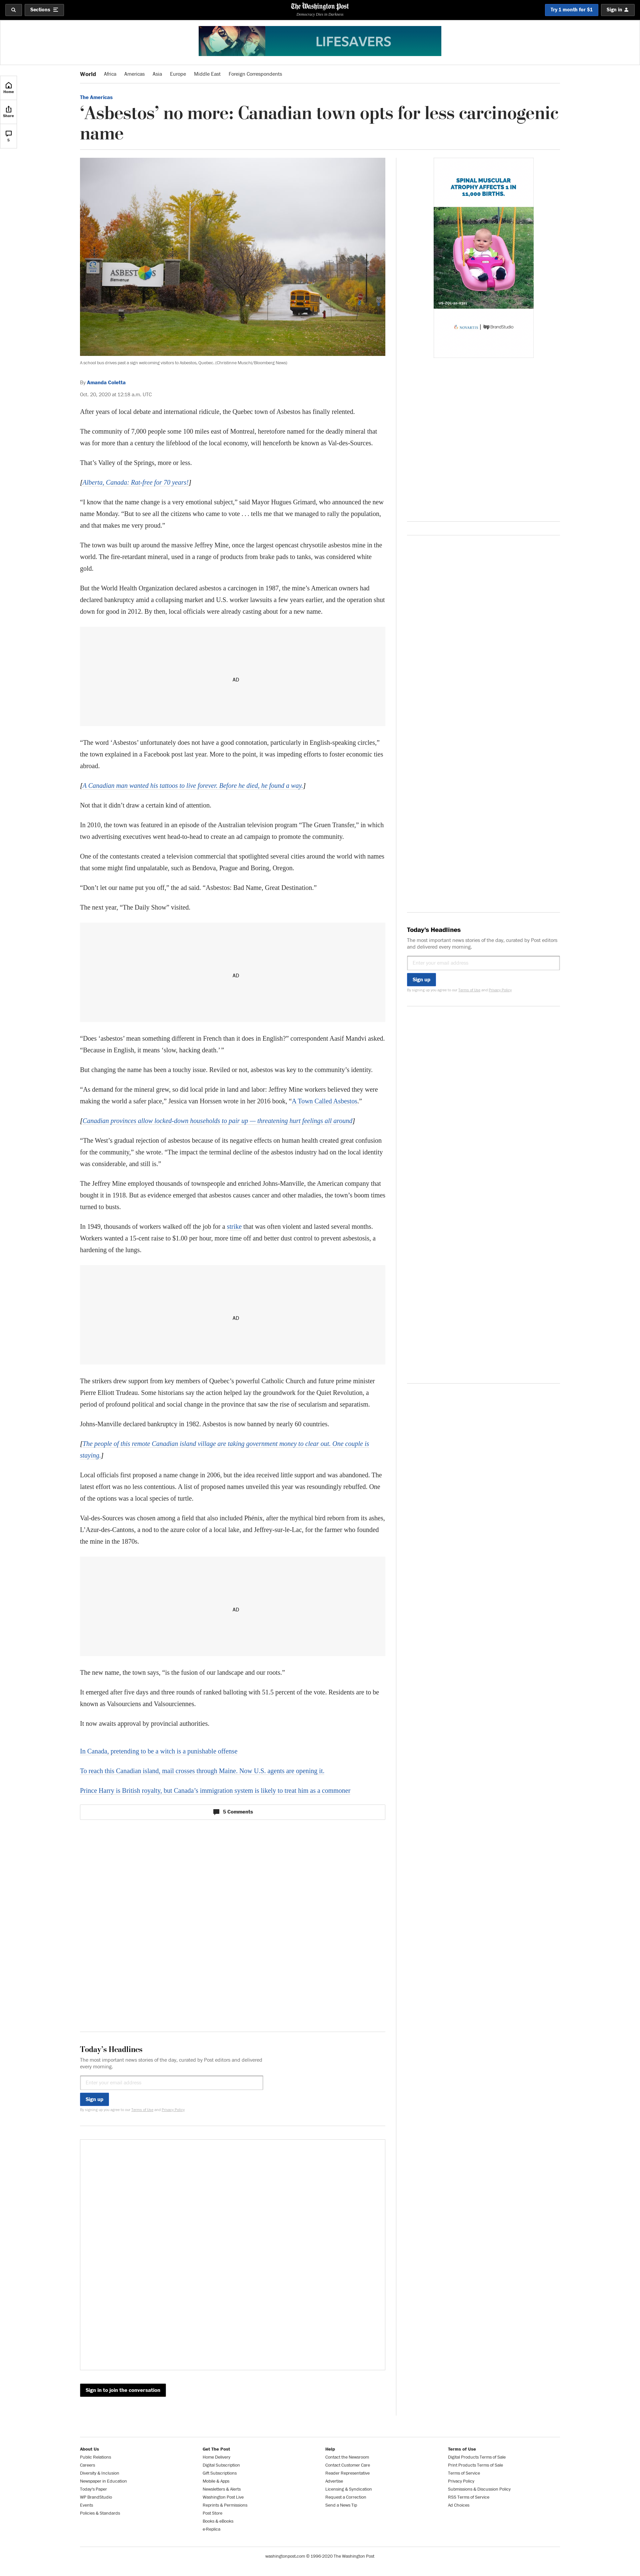 Sections
The Washington Post
Democracy Dies in Darkness
Try 1 month for $1
Sign in
LIFESAVERS
World
Africa
Americas
Asia
Europe
Middle East
Foreign Correspondents
Home
Share
5
The Americas
‘Asbestos’ no more: Canadian town opts for less carcinogenic
name
ASBESTOS
Bienvenue
A school bus drives past a sign welcoming visitors to Asbestos, Quebec. (Christinne Muschi/Bloomberg News)
SPINAL MUSCULAR
ATROPHY AFFECTS 1 IN
11,000 BIRTHS.
NOVARTIS
BrandStudio
By Amanda Coletta
Oct. 20, 2020 at 12:18 a.m. UTC
After years of local debate and international ridicule, the Quebec town of Asbestos has finally relented.
The community of 7,000 people some 100 miles east of Montreal, heretofore named for the deadly mineral that
was for more than a century the lifeblood of the local economy, will henceforth be known as Val-des-Sources.
That’s Valley of the Springs, more or less.
[Alberta, Canada: Rat-free for 70 years!]
“I know that the name change is a very emotional subject,” said Mayor Hugues Grimard, who announced the new
name Monday. “But to see all the citizens who came to vote . . . tells me that we managed to rally the population,
and that makes me very proud.”
The town was built up around the massive Jeffrey Mine, once the largest opencast chrysotile asbestos mine in the
world. The fire-retardant mineral, used in a range of products from brake pads to tanks, was considered white
gold.
But the World Health Organization declared asbestos a carcinogen in 1987, the mine’s American owners had
declared bankruptcy amid a collapsing market and U.S. worker lawsuits a few years earlier, and the operation shut
down for good in 2012. By then, local officials were already casting about for a new name.
AD
“The word ‘Asbestos’ unfortunately does not have a good connotation, particularly in English-speaking circles,”
the town explained in a Facebook post last year. More to the point, it was impeding efforts to foster economic ties
abroad.
[A Canadian man wanted his tattoos to live forever. Before he died, he found a way.]
Not that it didn’t draw a certain kind of attention.
In 2010, the town was featured in an episode of the Australian television program “The Gruen Transfer,” in which
two advertising executives went head-to-head to create an ad campaign to promote the community.
One of the contestants created a television commercial that spotlighted several cities around the world with names
that some might find unpalatable, such as Bendova, Prague and Boring, Oregon.
“Don’t let our name put you off,” the ad said. “Asbestos: Bad Name, Great Destination.”
The next year, “The Daily Show” visited.
AD
Today’s Headlines
The most important news stories of the day, curated by Post editors
and delivered every morning.
Enter your email address
Sign up
By signing up you agree to our Terms of Use and Privacy Policy
“Does ‘asbestos’ mean something different in French than it does in English?” correspondent Aasif Mandvi asked.
“Because in English, it means ‘slow, hacking death.’ ”
But changing the name has been a touchy issue. Reviled or not, asbestos was key to the community’s identity.
“As demand for the mineral grew, so did local pride in land and labor: Jeffrey Mine workers believed they were
making the world a safer place,” Jessica van Horssen wrote in her 2016 book, “A Town Called Asbestos.”
[Canadian provinces allow locked-down households to pair up — threatening hurt feelings all around]
“The West’s gradual rejection of asbestos because of its negative effects on human health created great confusion
for the community,” she wrote. “The impact the terminal decline of the asbestos industry had on the local identity
was considerable, and still is.”
The Jeffrey Mine employed thousands of townspeople and enriched Johns-Manville, the American company that
bought it in 1918. But as evidence emerged that asbestos causes cancer and other maladies, the town’s boom times
turned to busts.
In 1949, thousands of workers walked off the job for a strike that was often violent and lasted several months.
Workers wanted a 15-cent raise to $1.00 per hour, more time off and better dust control to prevent asbestosis, a
hardening of the lungs.
AD
The strikers drew support from key members of Quebec’s powerful Catholic Church and future prime minister
Pierre Elliott Trudeau. Some historians say the action helped lay the groundwork for the Quiet Revolution, a
period of profound political and social change in the province that saw the rise of secularism and separatism.
Johns-Manville declared bankruptcy in 1982. Asbestos is now banned by nearly 60 countries.
[The people of this remote Canadian island village are taking government money to clear out. One couple is
staying.]
Local officials first proposed a name change in 2006, but the idea received little support and was abandoned. The
latest effort was no less contentious. A list of proposed names unveiled this year was resoundingly rebuffed. One
of the options was a local species of turtle.
Val-des-Sources was chosen among a field that also included Phénix, after the mythical bird reborn from its ashes,
L’Azur-des-Cantons, a nod to the azure color of a local lake, and Jeffrey-sur-le-Lac, for the farmer who founded
the mine in the 1870s.
AD
The new name, the town says, “is the fusion of our landscape and our roots.”
It emerged after five days and three rounds of ranked balloting with 51.5 percent of the vote. Residents are to be
known as Valsourciens and Valsourciennes.
It now awaits approval by provincial authorities.
In Canada, pretending to be a witch is a punishable offense
To reach this Canadian island, mail crosses through Maine. Now U.S. agents are opening it.
Prince Harry is British royalty, but Canada’s immigration system is likely to treat him as a commoner
5 Comments
Today’s Headlines
The most important news stories of the day, curated by Post editors and delivered
every morning.
Enter your email address
Sign up
By signing up you agree to our Terms of Use and Privacy Policy
Sign in to join the conversation
About Us
Public Relations
Careers
Diversity & Inclusion
Newspaper in Education
Today's Paper
WP BrandStudio
Events
Policies & Standards
Get The Post
Home Delivery
Digital Subscription
Gift Subscriptions
Mobile & Apps
Newsletters & Alerts
Washington Post Live
Reprints & Permissions
Post Store
Books & eBooks
e-Replica
Help
Contact the Newsroom
Contact Customer Care
Reader Representative
Advertise
Licensing & Syndication
Request a Correction
Send a News Tip
Terms of Use
Digital Products Terms of Sale
Print Products Terms of Sale
Terms of Service
Privacy Policy
Submissions & Discussion Policy
RSS Terms of Service
Ad Choices
washingtonpost.com © 1996-2020 The Washington Post